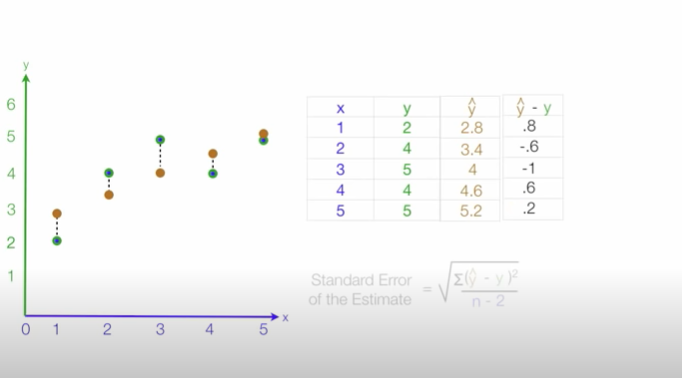 y
6
5
4
3
2
1
0 1 2 3 4 5 x
x y ŷ ŷ - y
1 2 2.8 .8
2 4 3.4 -.6
3 5 4 -1
4 4 4.6 .6
5 5 5.2 .2
Standard Error
of the Estimate = √ Σ(ŷ - y)²
n - 2